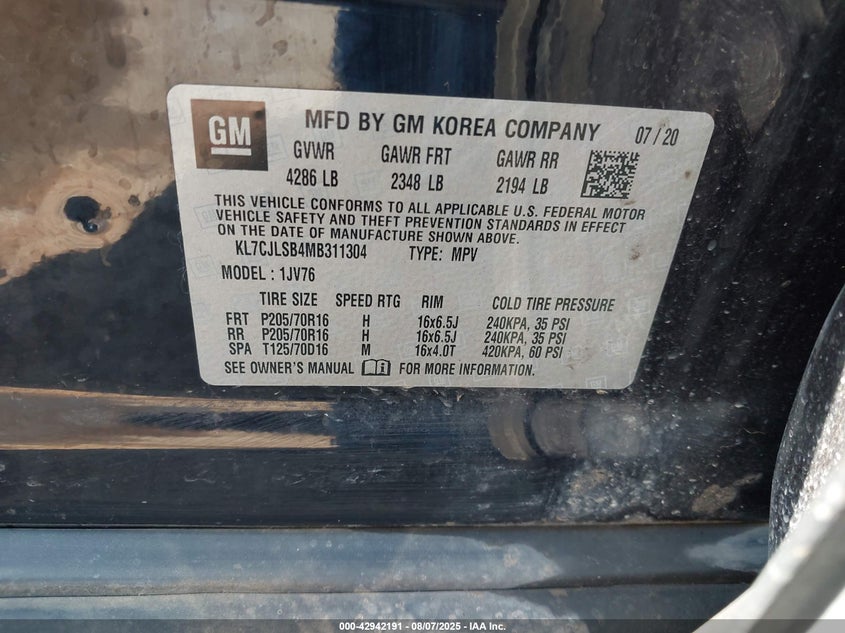 GM MFD BY GM KOREA COMPANY 07/20
GVWR GAWR FRT GAWR RR
4286 LB 2348 LB 2194 LB
THIS VEHICLE CONFORMS TO ALL APPLICABLE U.S. FEDERAL MOTOR
VEHICLE SAFETY AND THEFT PREVENTION STANDARDS IN EFFECT
ON THE DATE OF MANUFACTURE SHOWN ABOVE.
KL7CJLSB4MB311304 TYPE: MPV
MODEL : 1JV76
TIRE SIZE SPEED RTG RIM COLD TIRE PRESSURE
FRT P205/70R16 H 16x6.5J 240KPA, 35 PSI
RR P205/70R16 H 16x6.5J 240KPA, 35 PSI
SPA T125/70D16 M 16x4.0T 420KPA, 60 PSI
SEE OWNER'S MANUAL FOR MORE INFORMATION.
000-42942191 - 08/07/2025 - IAA Inc.